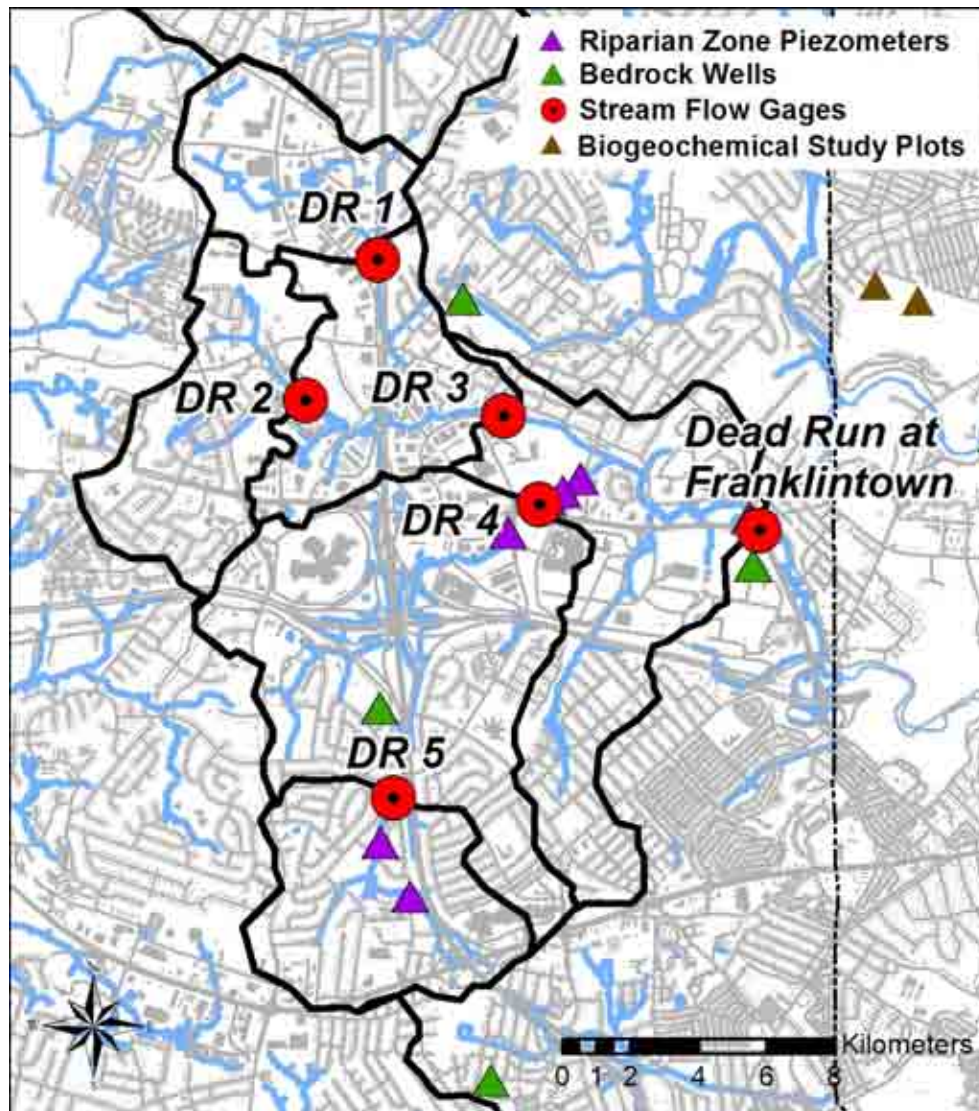 Riparian Zone Piezometers
Bedrock Wells
Stream Flow Gages
Biogeochemical Study Plots
DR 1
DR 2
DR 3
Dead Run at
Franklintown
DR 4
DR 5
Kilometers
0 1 2 4 6 8